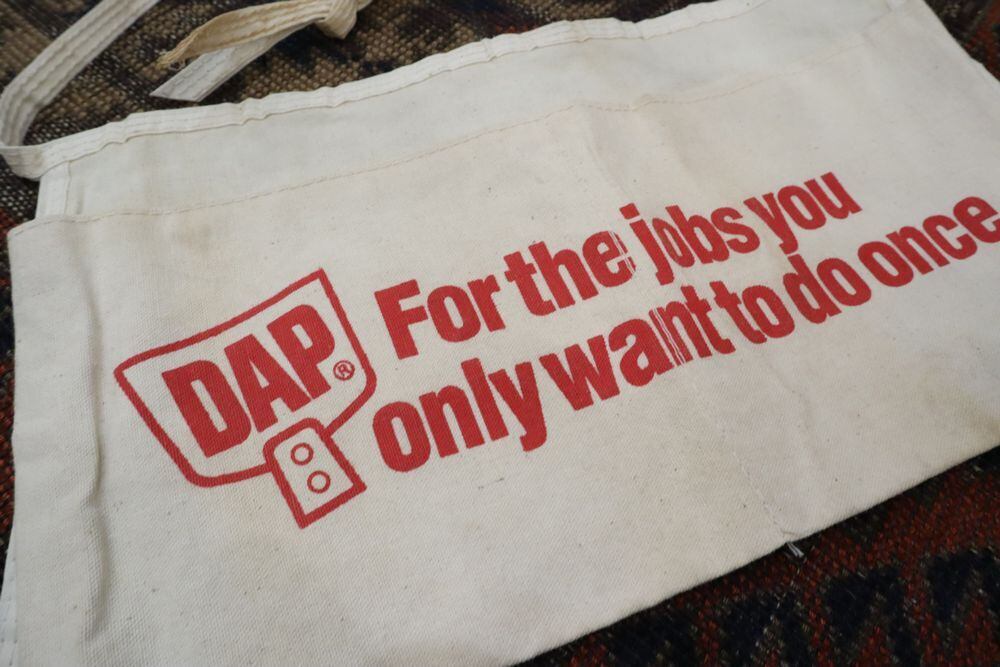 DAP®
For the jobs you
only want to do once